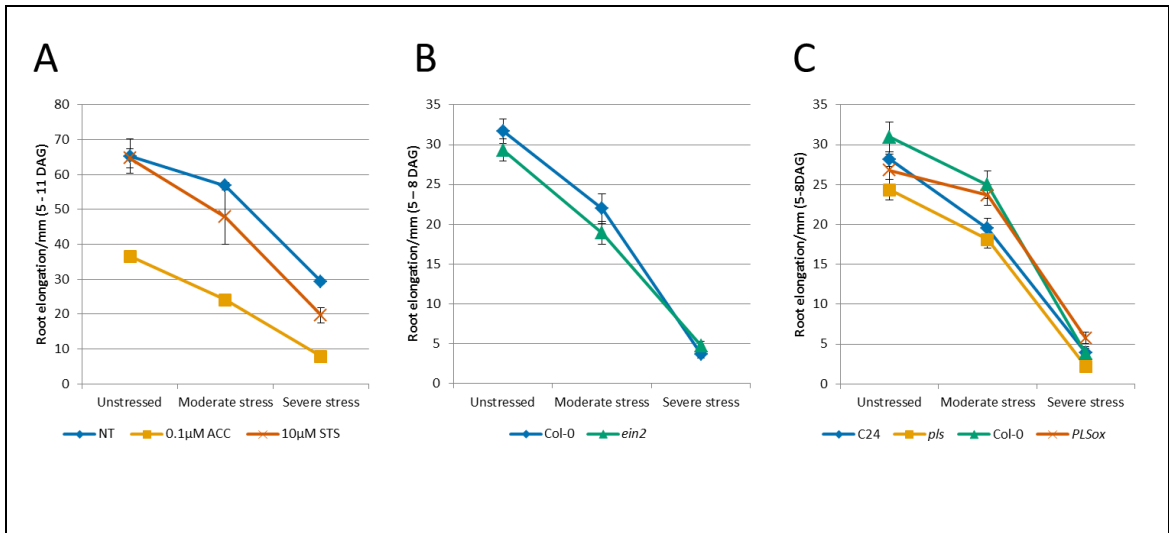 A
B
C
Root elongation/mm (5 - 11 DAG)
80
70
60
50
40
30
20
10
0
Unstressed Moderate stress Severe stress
NT 0.1µM ACC 10µM STS
Root elongation/mm (5 – 8 DAG)
35
30
25
20
15
10
5
0
Unstressed Moderate stress Severe stress
Col-0 ein2
Root elongation/mm (5-8DAG)
35
30
25
20
15
10
5
0
Unstressed Moderate stress Severe stress
C24 pls Col-0 PLSox